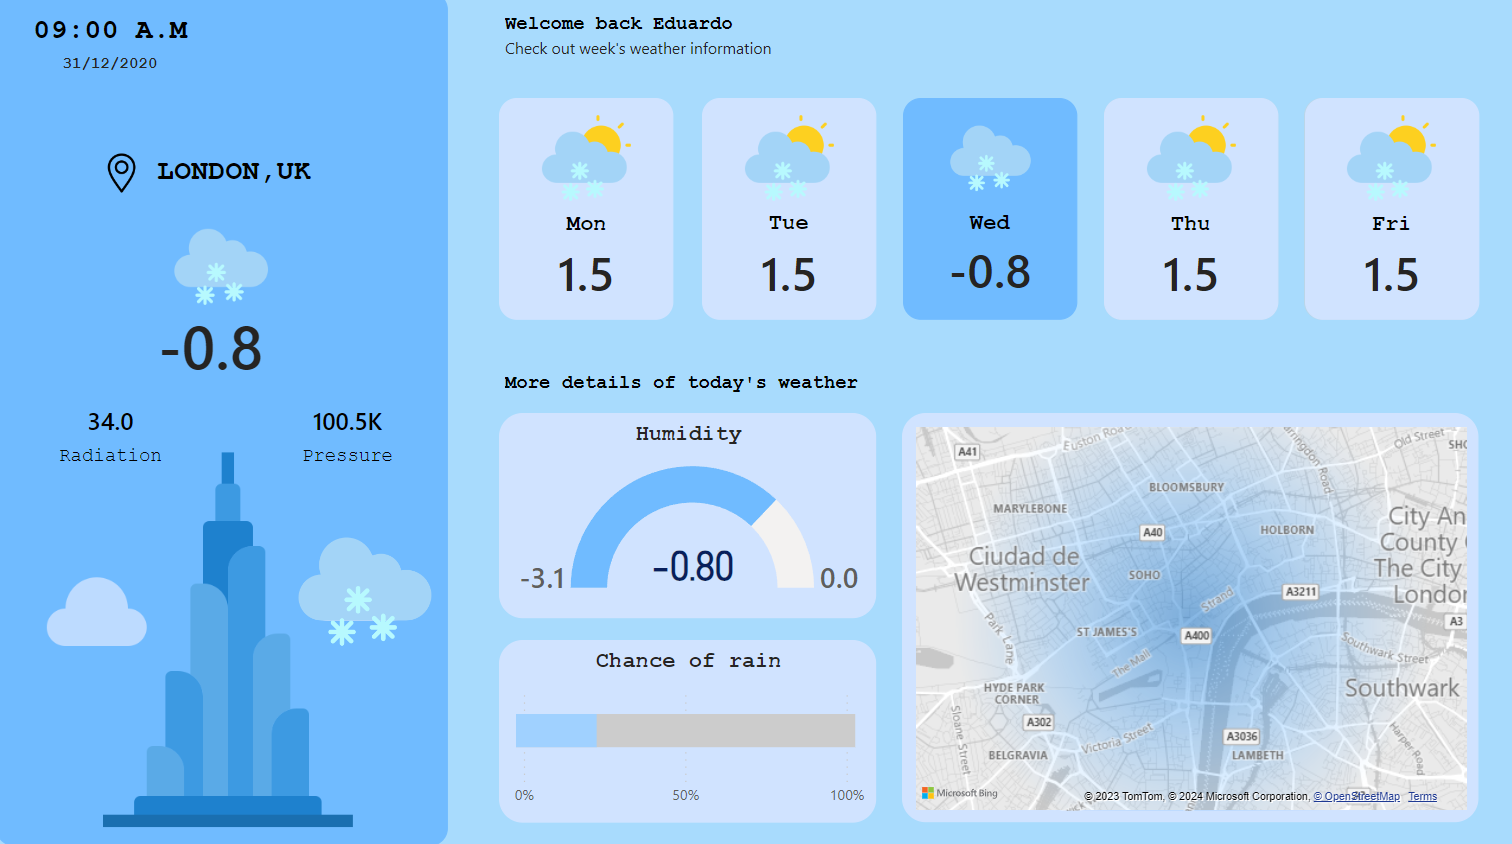 09:00 A.M
31/12/2020
LONDON,UK
-0.8
34.0
Radiation
100.5K
Pressure
Welcome back Eduardo
Check out week's weather information
Mon
1.5
Tue
1.5
Wed
-0.8
Thu
1.5
Fri
1.5
More details of today's weather
Humidity
-3.1
-0.80
0.0
Chance of rain
0%
50%
100%
A41
Euston Road
Old Street
BLOOMSBURY
MARYLEBONE
A40
HOLBORN
City An
County
The City
London
Ciudad de
Westminster
SOHO
Strand
A3211
Park Lane
ST JAMES'S
A400
A3
The Mall
Southwark Street
Southwark
HYDE PARK
CORNER
A302
Sloane Street
Victoria Street
A3036
BELGRAVIA
LAMBETH
Harper Road
Microsoft Bing
© 2023 TomTom, © 2024 Microsoft Corporation, © OpenStreetMap Terms